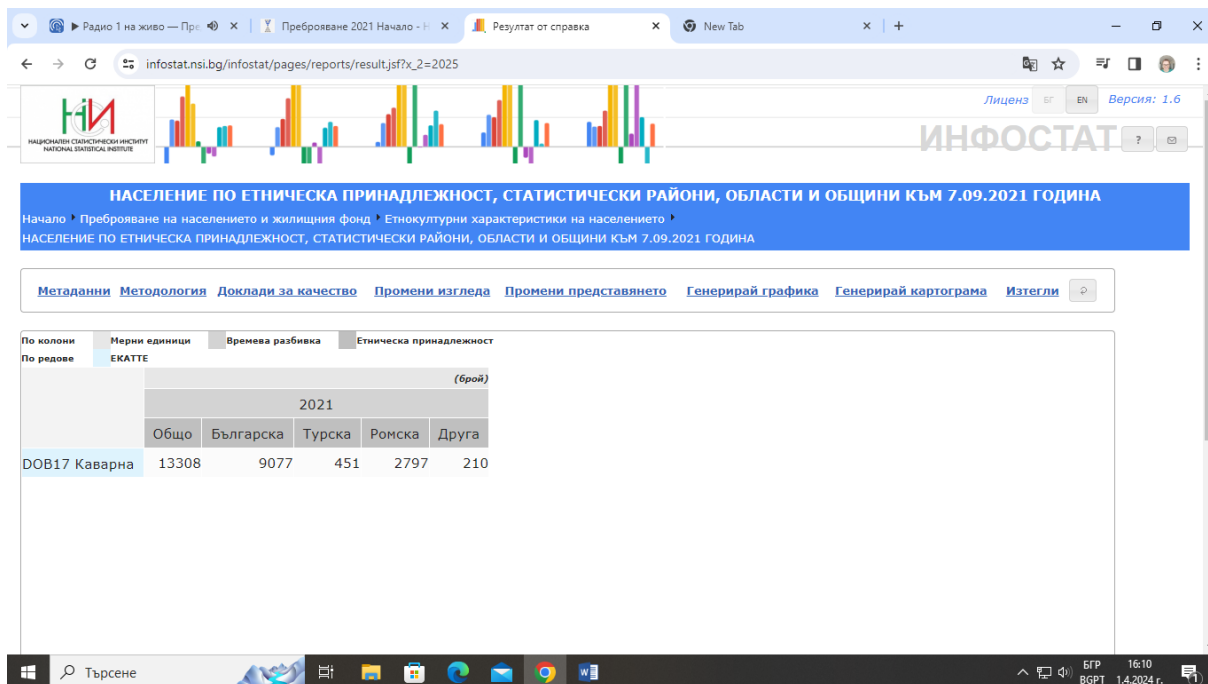 Радио 1 на живо — Пре
Преброяване 2021 Начало - Н
Резултат от справка
New Tab
infostat.nsi.bg/infostat/pages/reports/result.jsf?x_2=2025
НАЦИОНАЛЕН СТАТИСТИЧЕСКИ ИНСТИТУТ
NATIONAL STATISTICAL INSTITUTE
Лиценз БГ EN Версия: 1.6
ИНФОСТАТ ?
НАСЕЛЕНИЕ ПО ЕТНИЧЕСКА ПРИНАДЛЕЖНОСТ, СТАТИСТИЧЕСКИ РАЙОНИ, ОБЛАСТИ И ОБЩИНИ КЪМ 7.09.2021 ГОДИНА
Начало Преброяване на населението и жилищния фонд Етнокултурни характеристики на населението
НАСЕЛЕНИЕ ПО ЕТНИЧЕСКА ПРИНАДЛЕЖНОСТ, СТАТИСТИЧЕСКИ РАЙОНИ, ОБЛАСТИ И ОБЩИНИ КЪМ 7.09.2021 ГОДИНА
Метаданни Методология Доклади за качество Промени изгледа Промени представянето Генерирай графика Генерирай картограма Изтегли
По колони Мерни единици Времева разбивка Етническа принадлежност
По редове ЕКАТТЕ
(брой)
2021
Общо Българска Турска Ромска Друга
DOB17 Каварна 13308 9077 451 2797 210
Търсене
БГР 16:10
BGPT 1.4.2024 г.
1